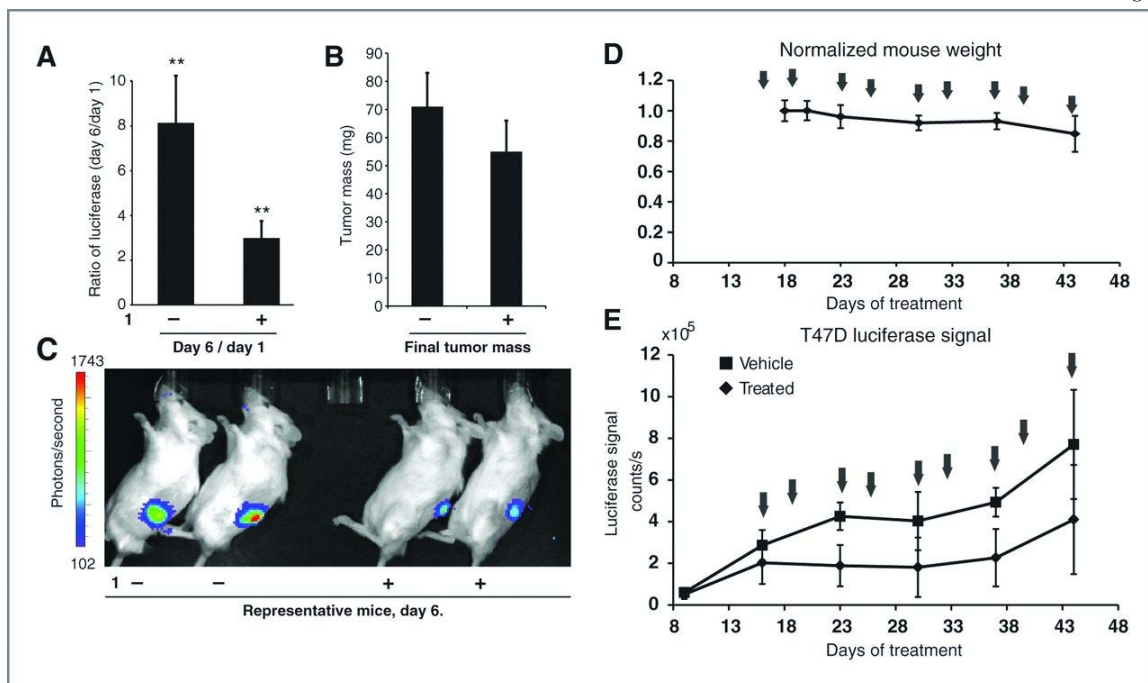 A
**
Ratio of luciferase (day 6/day 1)
10
8
6
4
2
0
**
1 − +
Day 6 / day 1
B
Tumor mass (mg)
90
80
70
60
50
40
30
20
10
0
− +
Final tumor mass
C
1743
Photons/second
102
1 − − + +
Representative mice, day 6.
D
Normalized mouse weight
1.2
1.0
0.8
0.6
0.4
0.2
0
8 13 18 23 28 33 38 43 48
Days of treatment
E
x10⁵
T47D luciferase signal
Vehicle
Treated
Luciferase signal
counts/s
12
10
8
6
4
2
0
8 13 18 23 28 33 38 43 48
Days of treatment